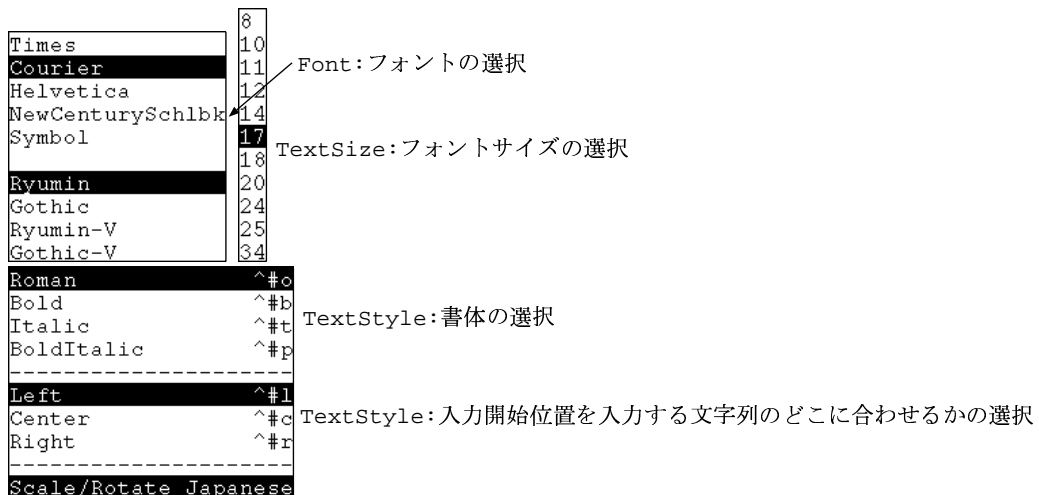 Times
Courier
Helvetica
NewCenturySchlbk
Symbol
Ryumin
Gothic
Ryumin-V
Gothic-V
8
10
11
12
14
17
18
20
24
25
34
Font:フォントの選択
TextSize:フォントサイズの選択
Roman ^#o
Bold ^#b
Italic ^#t
BoldItalic ^#p
---------------------
Left ^#l
Center ^#c
Right ^#r
---------------------
Scale/Rotate Japanese
TextStyle:書体の選択
TextStyle:入力開始位置を入力する文字列のどこに合わせるかの選択